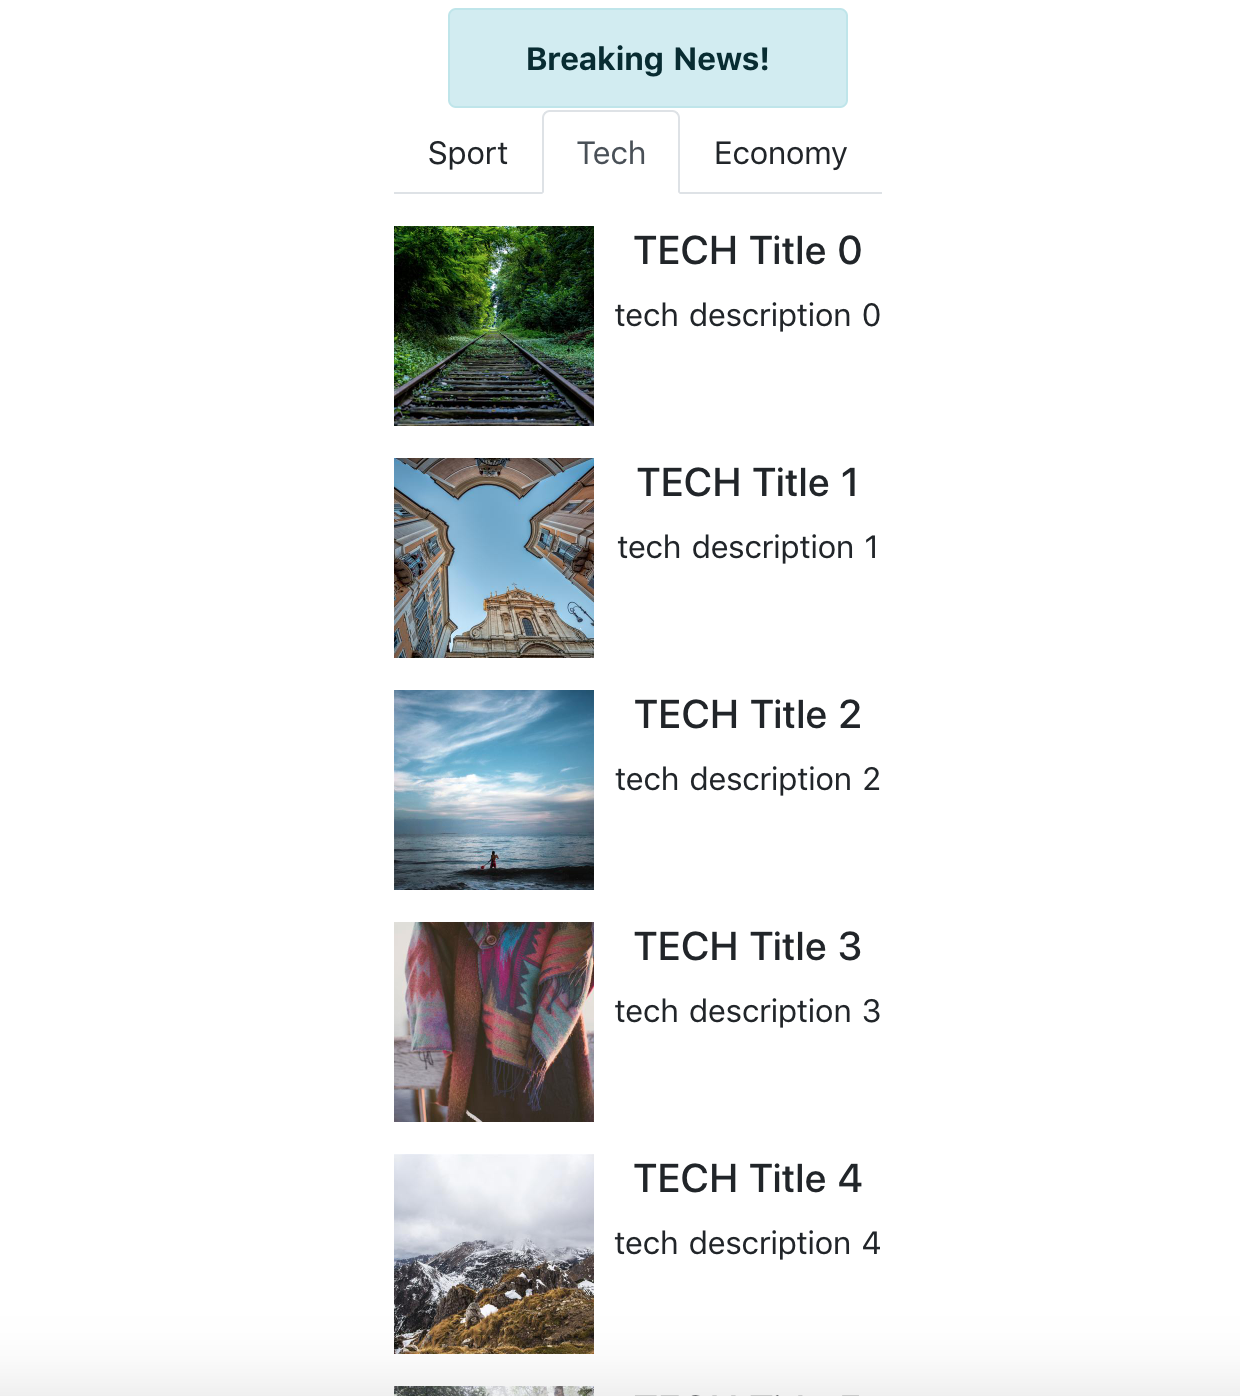 Breaking News!
Sport Tech Economy
TECH Title 0
tech description 0
TECH Title 1
tech description 1
TECH Title 2
tech description 2
TECH Title 3
tech description 3
TECH Title 4
tech description 4